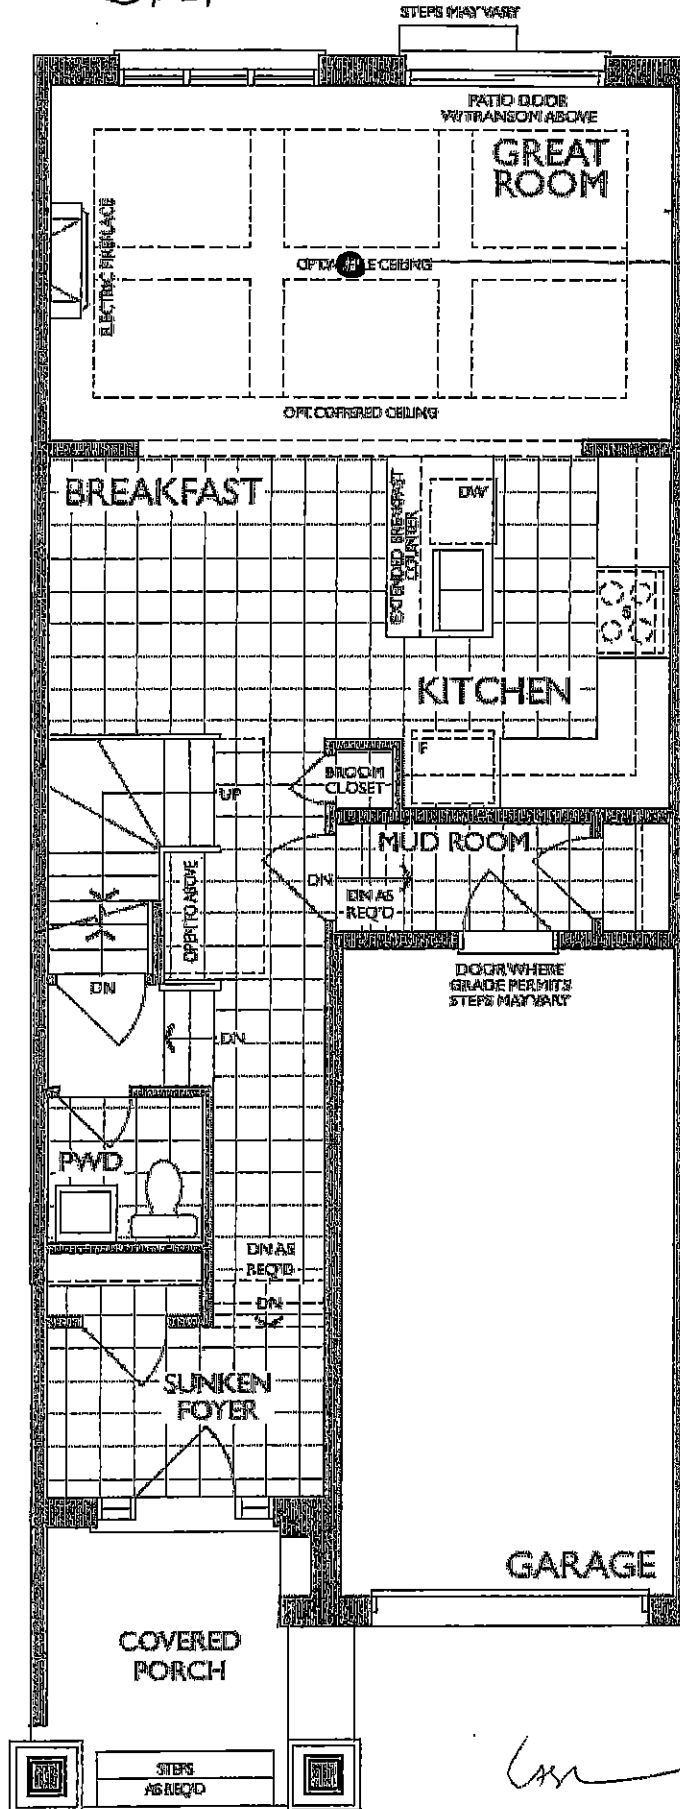 STEPS MAY VARY
PATIO DOOR
W/TRANSOM ABOVE
GREAT
ROOM
ELECTRIC FIREPLACE
CEILING
OPT. COFFERED CEILING
BREAKFAST
EXTENDED BREAKFAST
COUNTER
DW
KITCHEN
F
BROOM
CLOSET
UP
MUD ROOM
DN
DN AS
REQ'D
OPEN TO ABOVE
DN
DN
DOOR WHERE
GRADE PERMITS
STEPS MAY VARY
PWD
DN AS
REQ'D
DN
SUNKEN
FOYER
GARAGE
COVERED
PORCH
STEPS
AS REQ'D